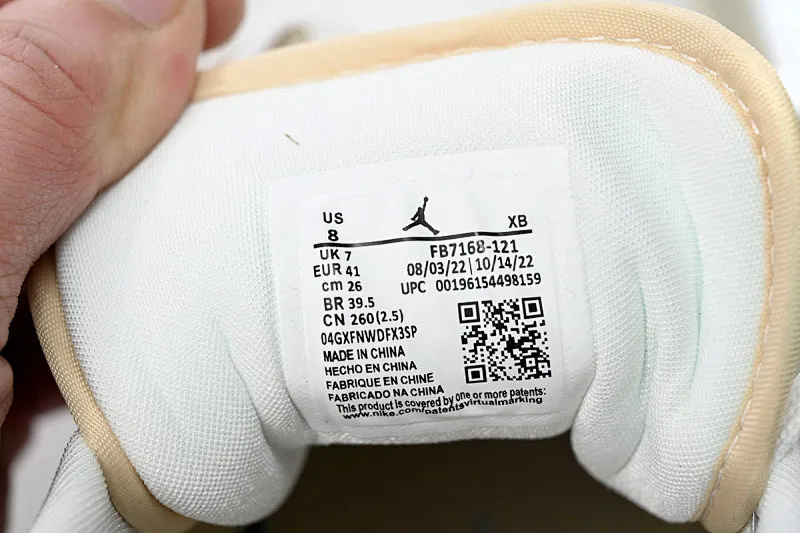 US
8
XB
UK 7
EUR 41
cm 26
BR 39.5
CN 260(2.5)
FB7168-121
08/03/22|10/14/22
UPC 00196154498159
04GXFNWDFX3SP
MADE IN CHINA
HECHO EN CHINA
FABRIQUE EN CHINE
FABRICADO NA CHINA
This product is covered by one or more patents:
www.nike.com/patentsvirtualmarking